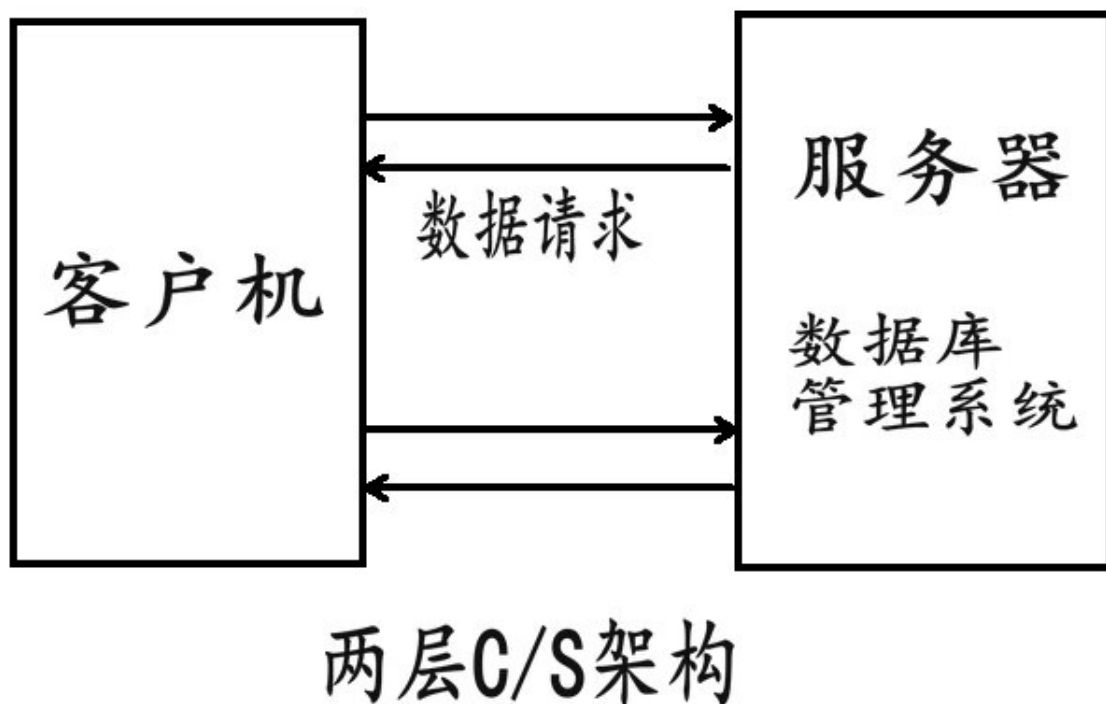 客户机
数据请求
服务器
数据库
管理系统
两层C/S架构